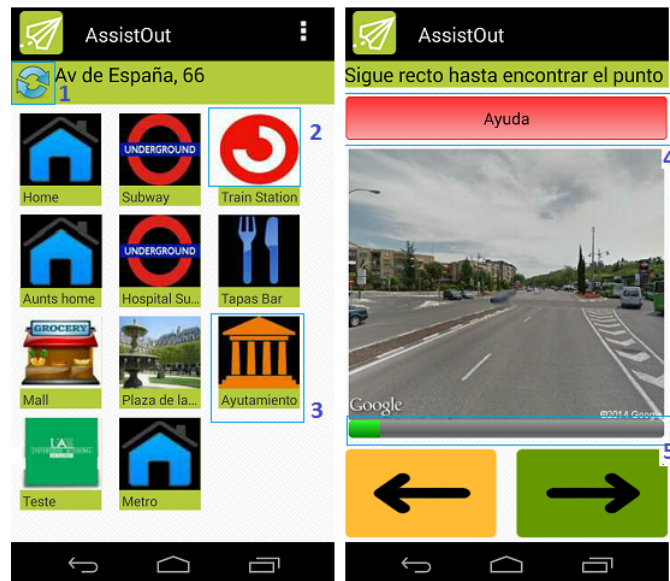 AssistOut
Av de España, 66
1
UNDERGROUND
2
Home
Subway
Train Station
UNDERGROUND
Aunts home
Hospital Su...
Tapas Bar
GROCERY
Mall
Plaza de la...
Ayutamiento
3
UA
Teste
Metro
AssistOut
Sigue recto hasta encontrar el punto
Ayuda
4
Google
©2014 Google
5